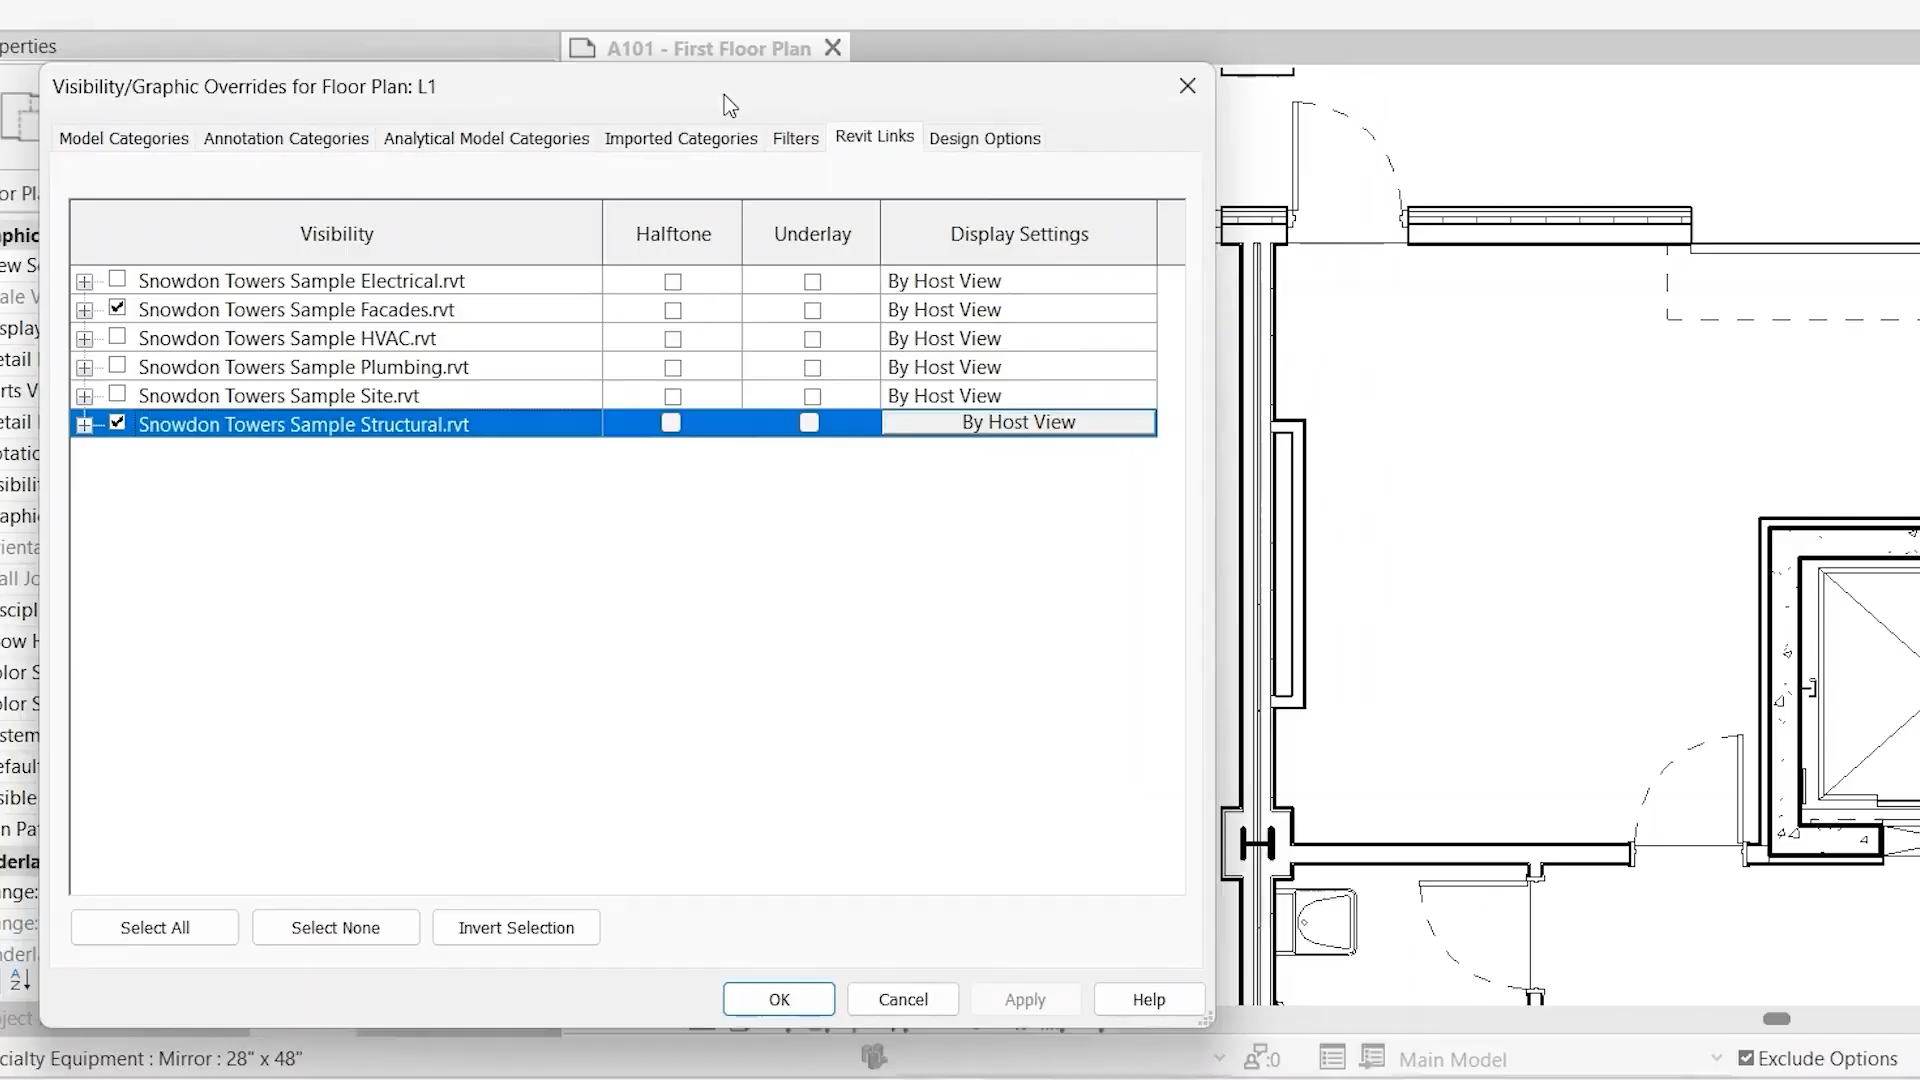 perties
A101 - First Floor Plan
Visibility/Graphic Overrides for Floor Plan: L1
Model Categories Annotation Categories Analytical Model Categories Imported Categories Filters Revit Links Design Options
Visibility Halftone Underlay Display Settings
Snowdon Towers Sample Electrical.rvt By Host View
Snowdon Towers Sample Facades.rvt By Host View
Snowdon Towers Sample HVAC.rvt By Host View
Snowdon Towers Sample Plumbing.rvt By Host View
Snowdon Towers Sample Site.rvt By Host View
Snowdon Towers Sample Structural.rvt By Host View
Select All Select None Invert Selection
OK Cancel Apply Help
cialty Equipment : Mirror : 28" x 48"
:0
Main Model
Exclude Options